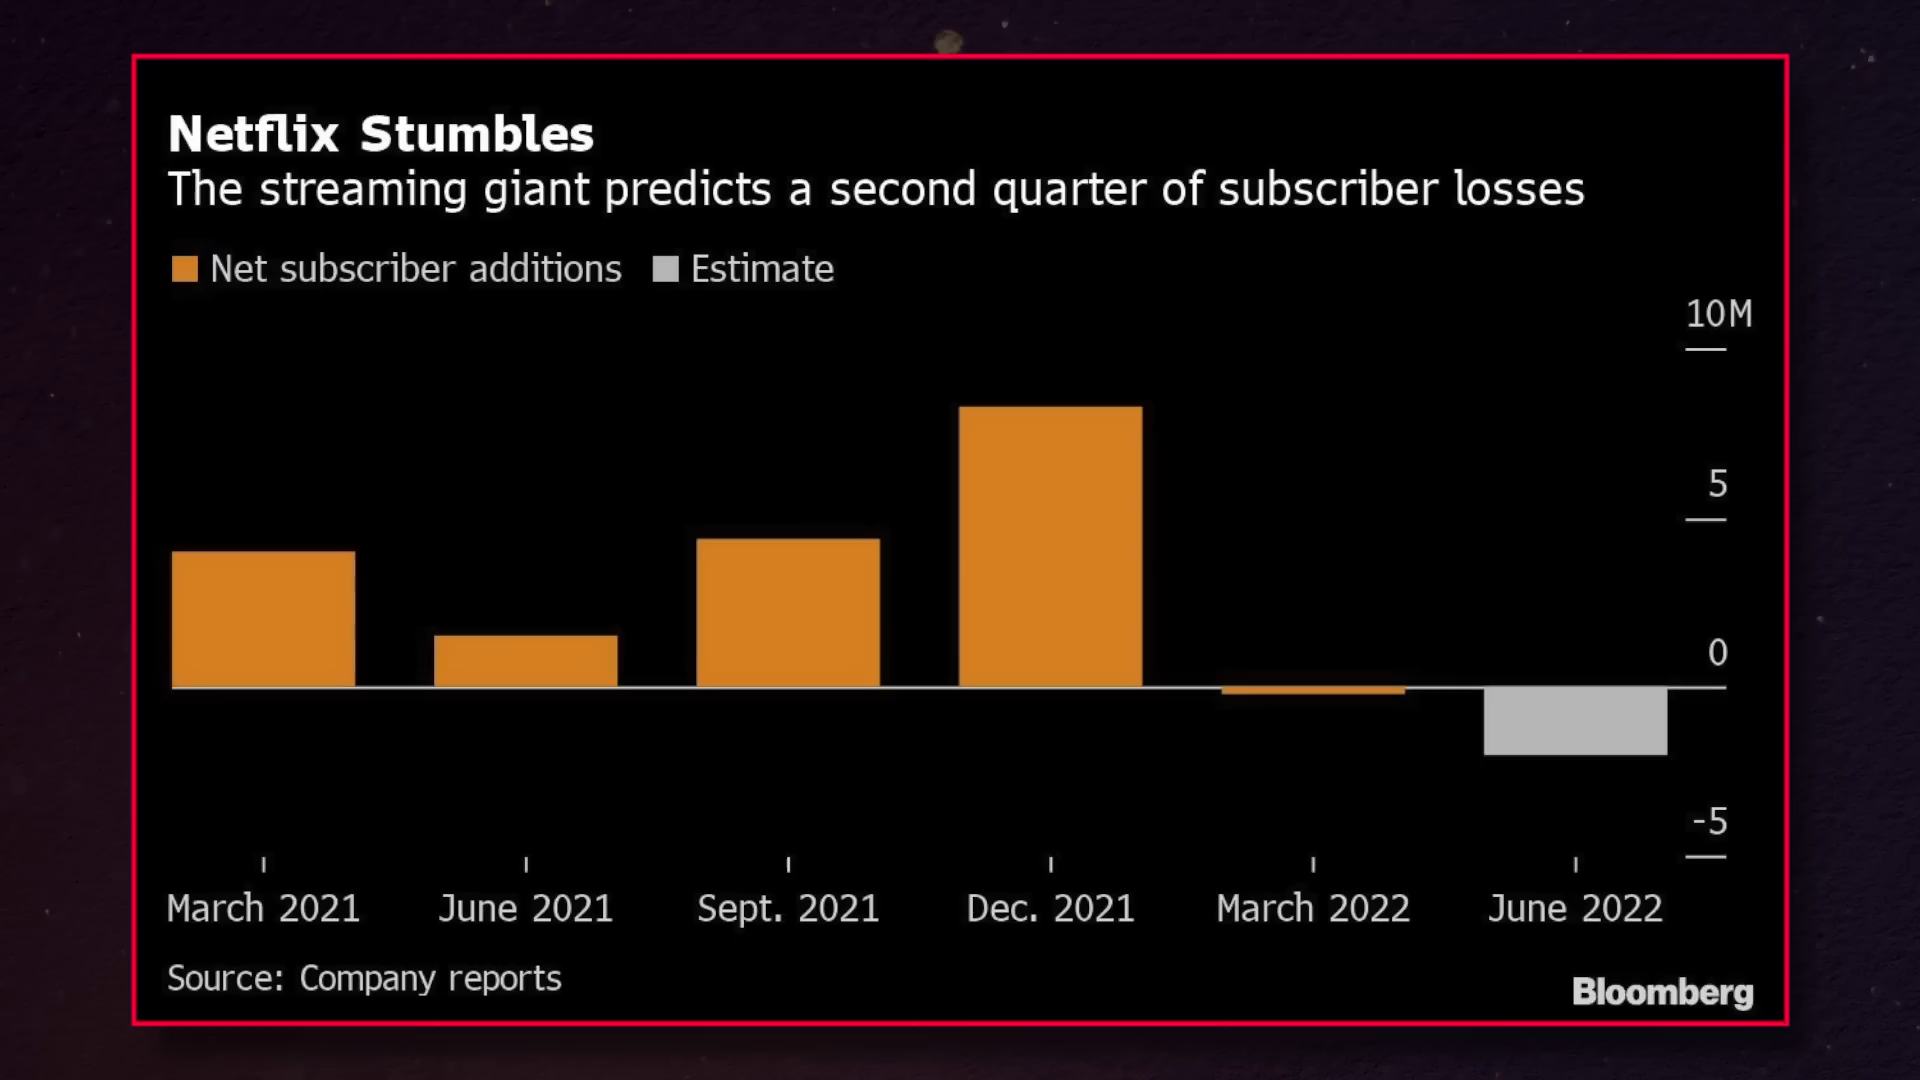 Netflix Stumbles
The streaming giant predicts a second quarter of subscriber losses
Net subscriber additions Estimate
10M
5
0
-5
March 2021 June 2021 Sept. 2021 Dec. 2021 March 2022 June 2022
Source: Company reports
Bloomberg